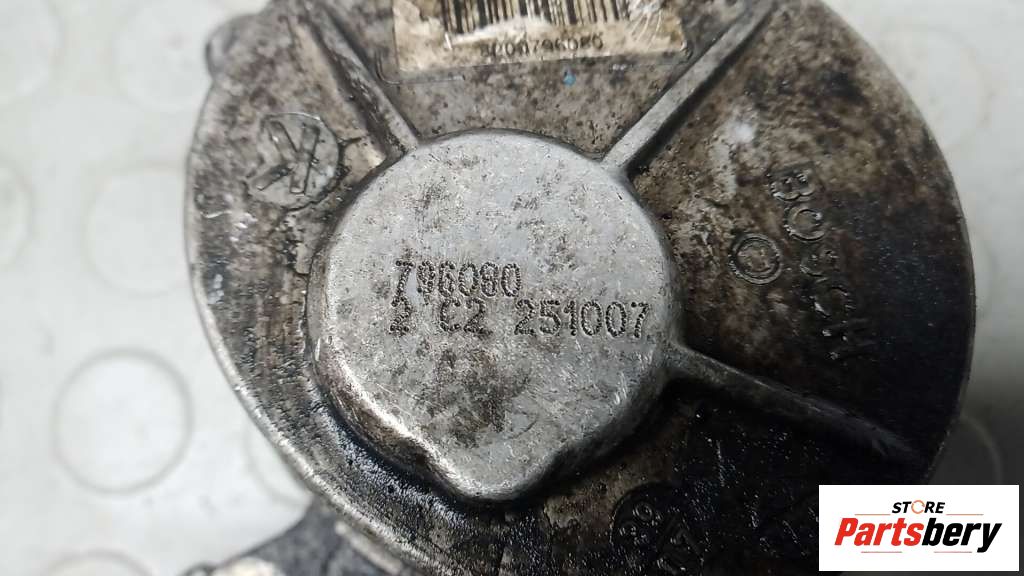 796080
2 C2 251007
BOSCH
STORE
Partsbery